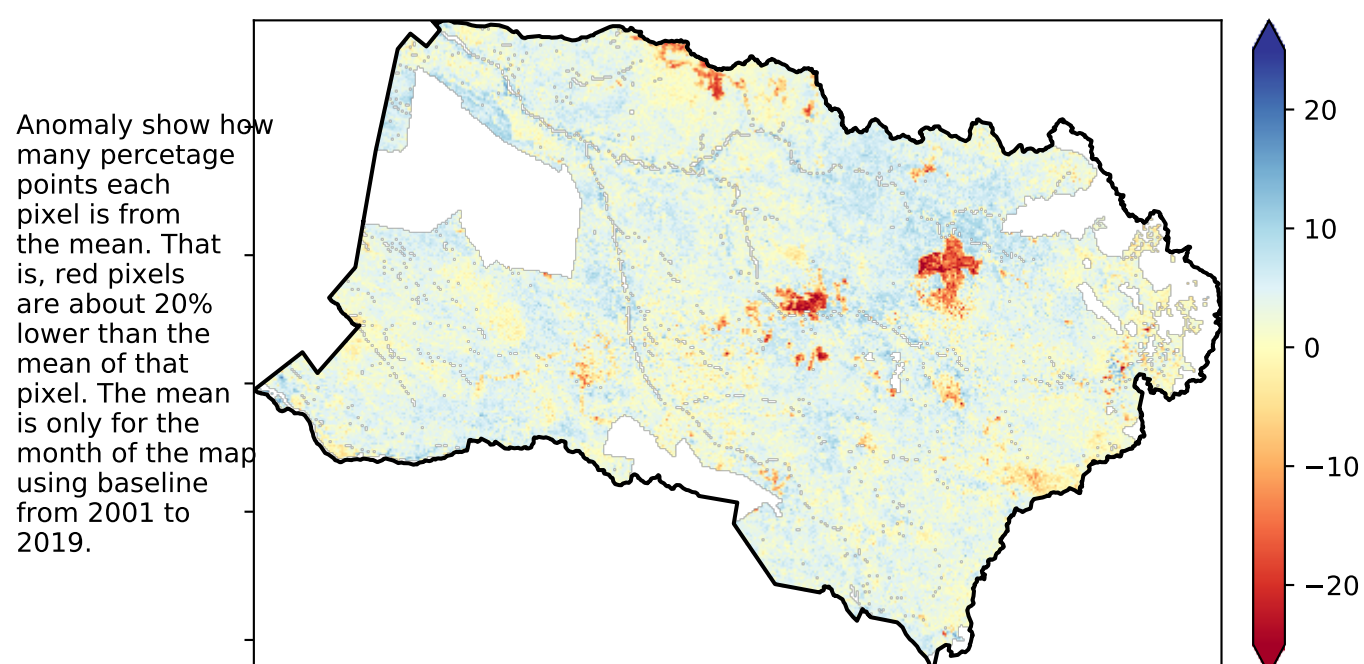 Anomaly show how
many percetage
points each
pixel is from
the mean. That
is, red pixels
are about 20%
lower than the
mean of that
pixel. The mean
is only for the
month of the map
using baseline
from 2001 to
2019.
20
10
0
−10
−20